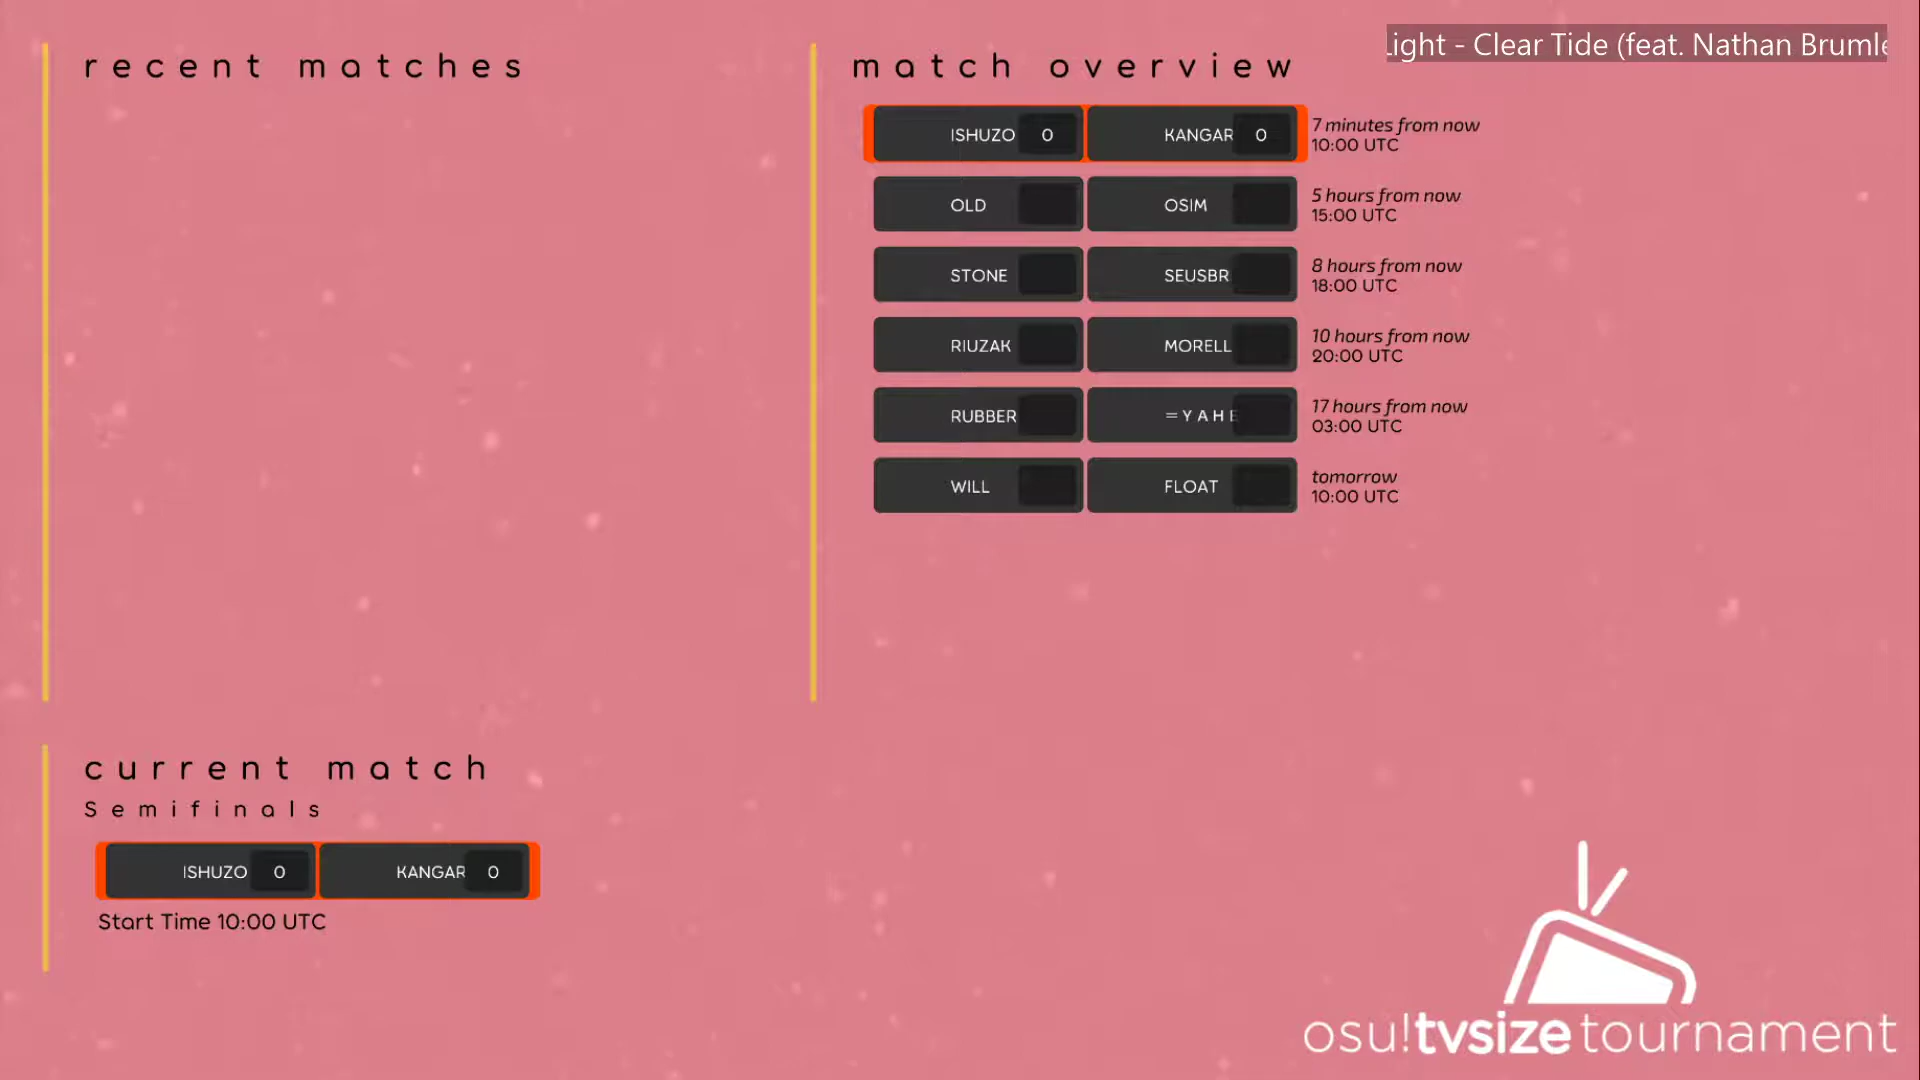 recent matches
match overview
Light - Clear Tide (feat. Nathan Brumle
ISHUZO 0 KANGAR 0
7 minutes from now
10:00 UTC
OLD OSIM
5 hours from now
15:00 UTC
STONE SEUSBR
8 hours from now
18:00 UTC
RIUZAK MORELL
10 hours from now
20:00 UTC
RUBBER =YAHE
17 hours from now
03:00 UTC
WILL FLOAT
tomorrow
10:00 UTC
current match
Semifinals
ISHUZO 0 KANGAR 0
Start Time 10:00 UTC
osu!tvsize tournament